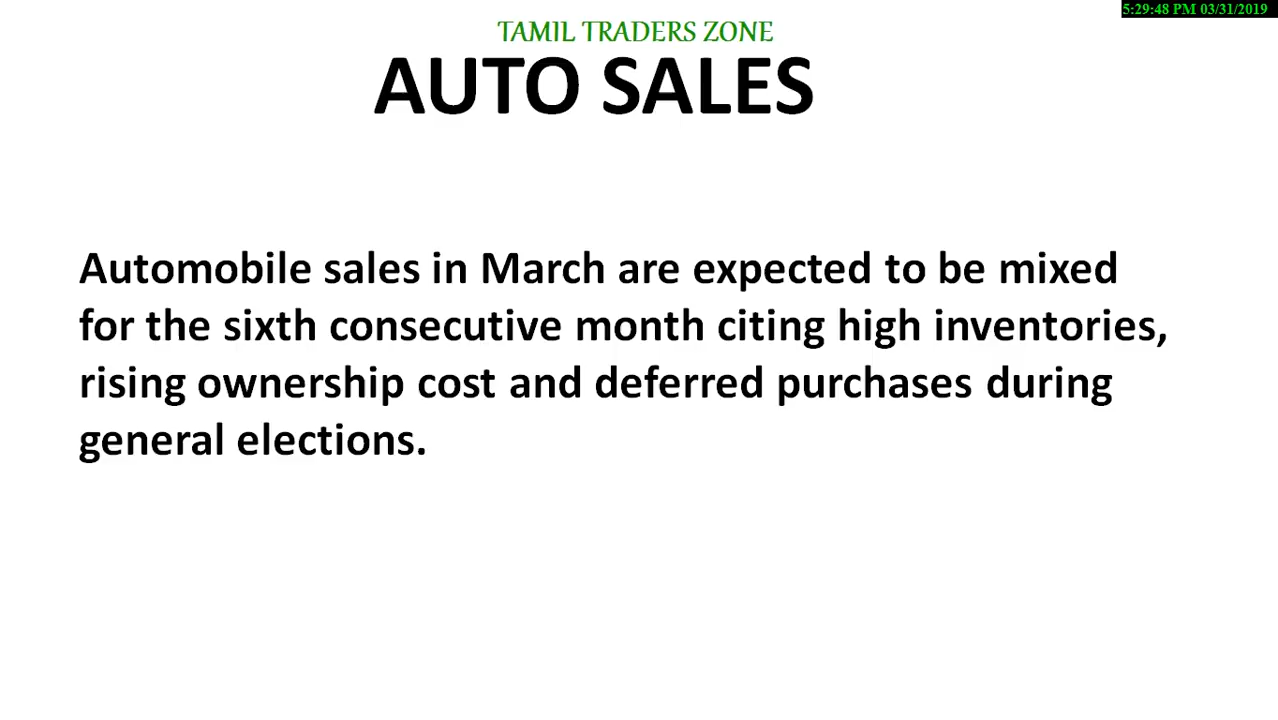 5:29:48 PM 03/31/2019
TAMIL TRADERS ZONE
AUTO SALES
Automobile sales in March are expected to be mixed
for the sixth consecutive month citing high inventories,
rising ownership cost and deferred purchases during
general elections.